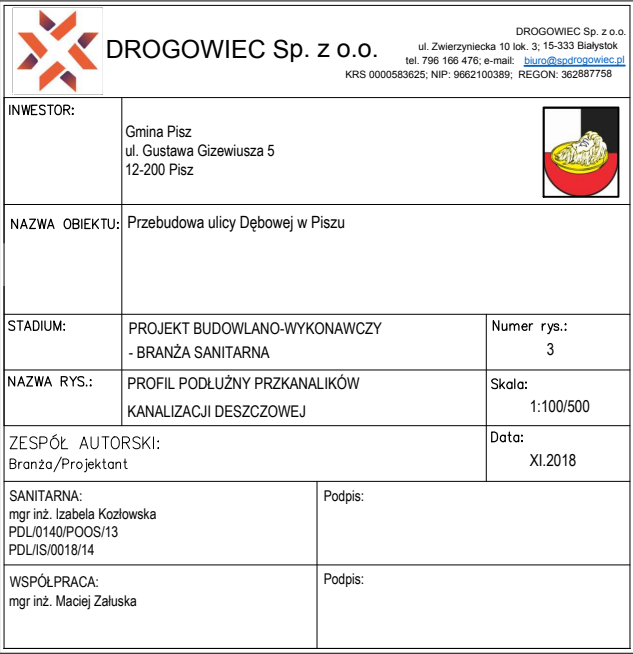 DROGOWIEC Sp. z o.o.
DROGOWIEC Sp. z o.o.
ul. Zwierzyniecka 10 lok. 3; 15-333 Białystok
tel. 796 166 476; e-mail: biuro@spdrogowiec.pl
KRS 0000583625; NIP: 9662100389; REGON: 362887758
INWESTOR:
Gmina Pisz
ul. Gustawa Gizewiusza 5
12-200 Pisz
NAZWA OBIEKTU:
Przebudowa ulicy Dębowej w Piszu
STADIUM:
PROJEKT BUDOWLANO-WYKONAWCZY
- BRANŻA SANITARNA
Numer rys.:
3
NAZWA RYS.:
PROFIL PODŁUŻNY PRZKANALIKÓW
KANALIZACJI DESZCZOWEJ
Skala:
1:100/500
ZESPÓŁ AUTORSKI:
Branża/Projektant
Data:
XI.2018
SANITARNA:
mgr inż. Izabela Kozłowska
PDL/0140/POOS/13
PDL/IS/0018/14
Podpis:
WSPÓŁPRACA:
mgr inż. Maciej Załuska
Podpis: